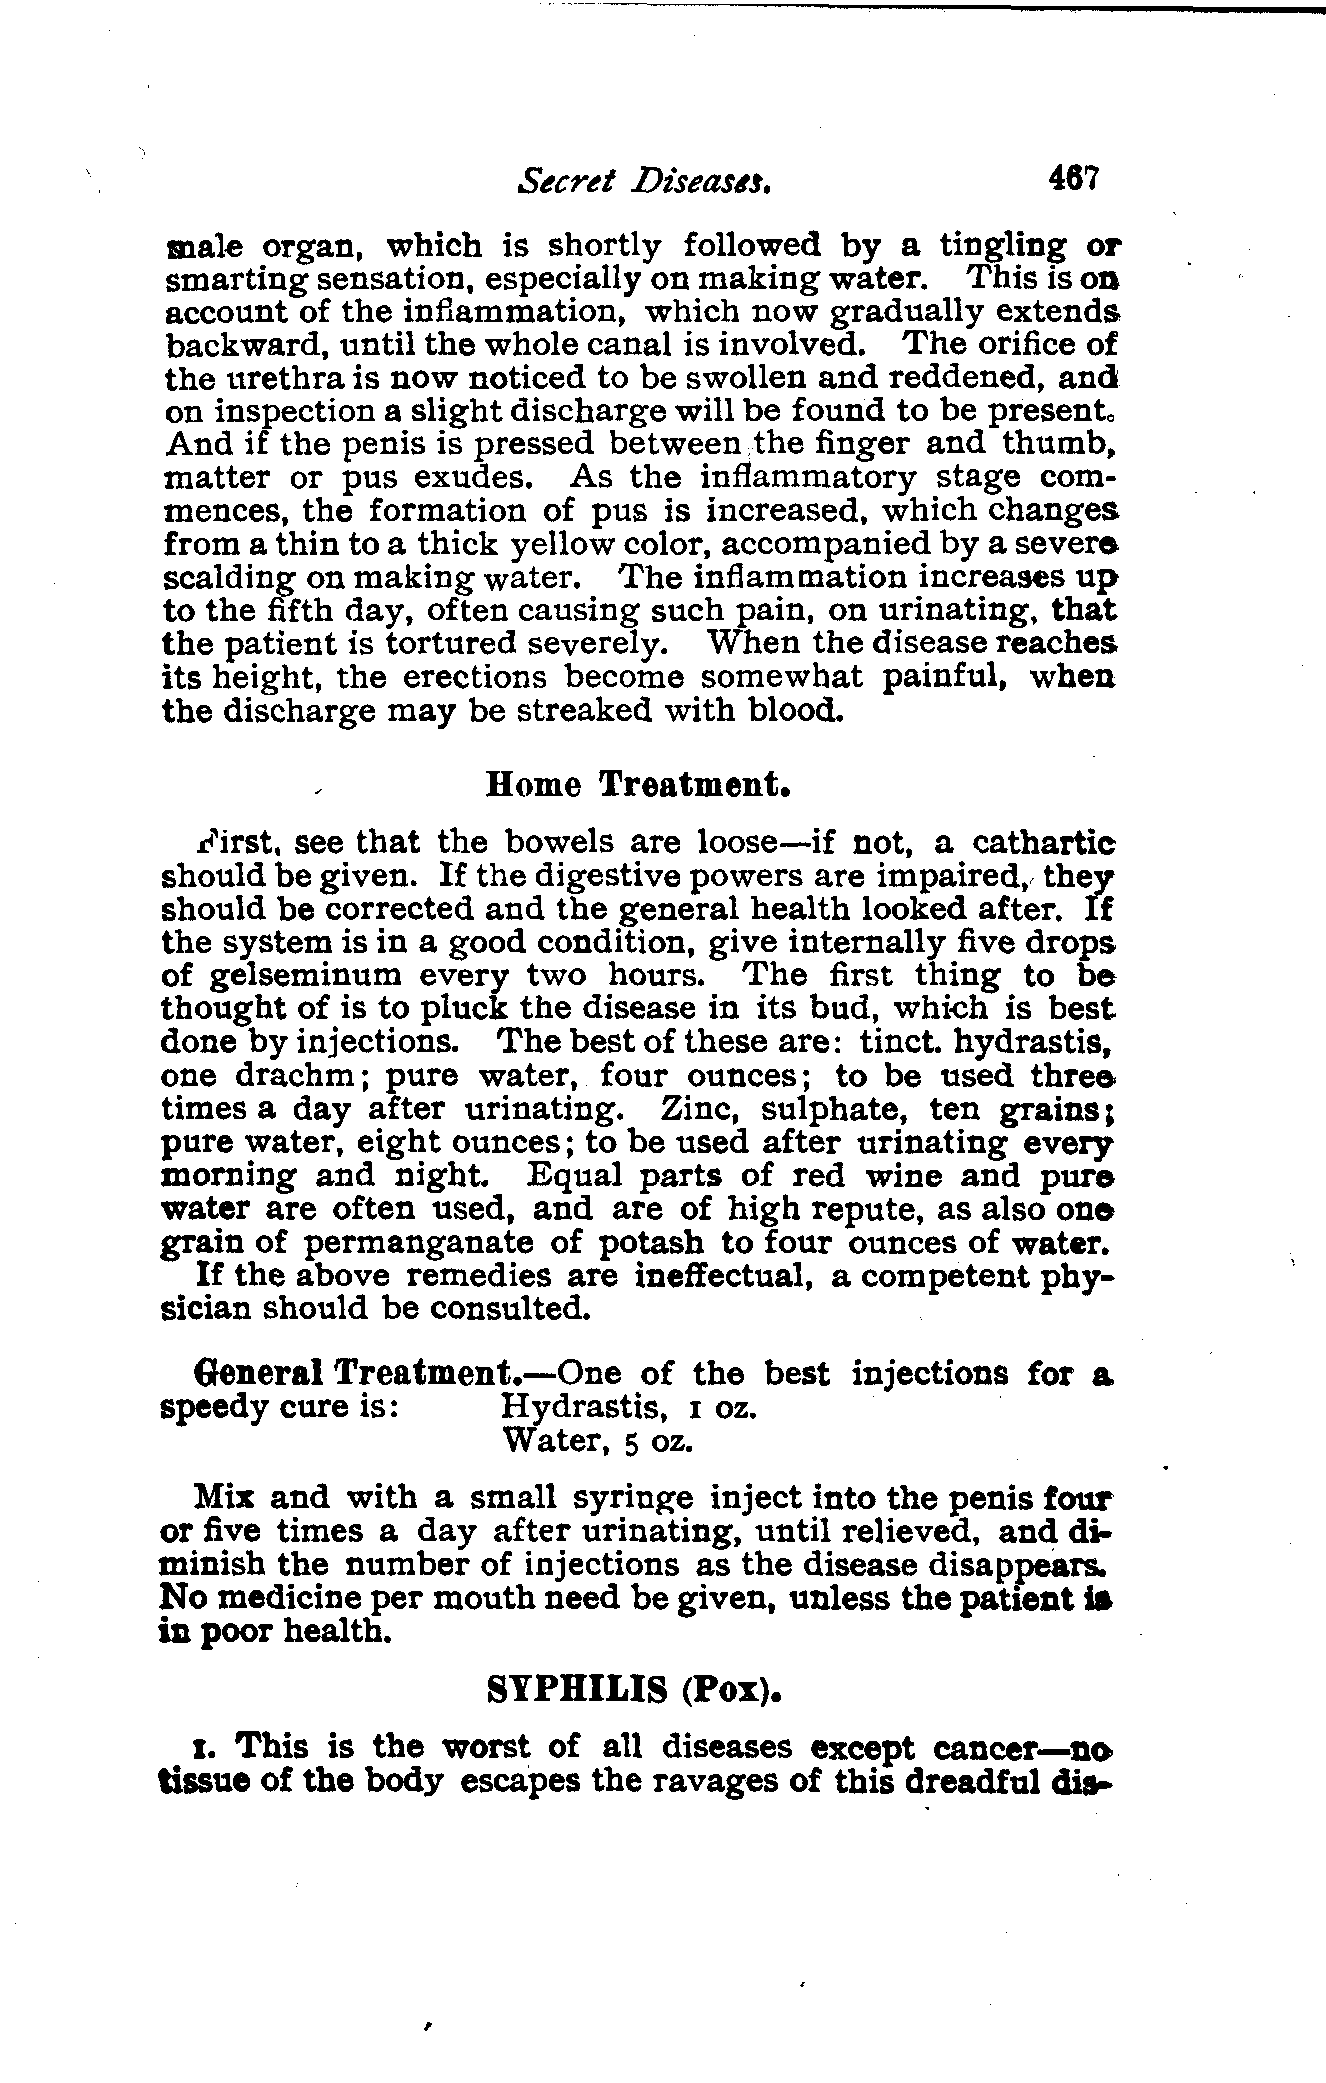 Secret Diseases. 467
male organ, which is shortly followed by a tingling or
smarting sensation, especially on making water. This is on
account of the inflammation, which now gradually extends
backward, until the whole canal is involved. The orifice of
the urethra is now noticed to be swollen and reddened, and
on inspection a slight discharge will be found to be present.
And if the penis is pressed between the finger and thumb,
matter or pus exudes. As the inflammatory stage com-
mences, the formation of pus is increased, which changes
from a thin to a thick yellow color, accompanied by a severe
scalding on making water. The inflammation increases up
to the fifth day, often causing such pain, on urinating, that
the patient is tortured severely. When the disease reaches
its height, the erections become somewhat painful, when
the discharge may be streaked with blood.
Home Treatment.
First, see that the bowels are loose—if not, a cathartic
should be given. If the digestive powers are impaired, they
should be corrected and the general health looked after. If
the system is in a good condition, give internally five drops
of gelseminum every two hours. The first thing to be
thought of is to pluck the disease in its bud, which is best
done by injections. The best of these are: tinct. hydrastis,
one drachm; pure water, four ounces; to be used three
times a day after urinating. Zinc, sulphate, ten grains;
pure water, eight ounces; to be used after urinating every
morning and night. Equal parts of red wine and pure
water are often used, and are of high repute, as also one
grain of permanganate of potash to four ounces of water.
If the above remedies are ineffectual, a competent phy-
sician should be consulted.
General Treatment.—One of the best injections for a
speedy cure is: Hydrastis, 1 oz.
Water, 5 oz.
Mix and with a small syringe inject into the penis four
or five times a day after urinating, until relieved, and di-
minish the number of injections as the disease disappears.
No medicine per mouth need be given, unless the patient is
in poor health.
SYPHILIS (Pox).
1. This is the worst of all diseases except cancer—no
tissue of the body escapes the ravages of this dreadful dis-